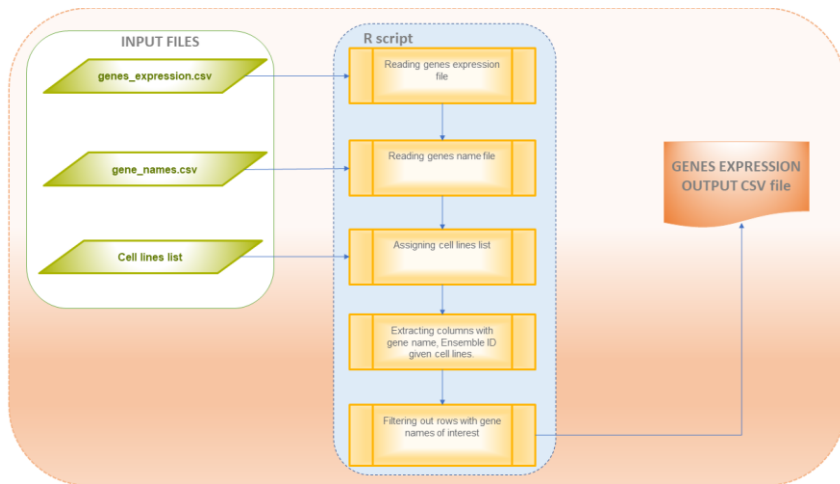 INPUT FILES
genes_expression.csv
gene_names.csv
Cell lines list
R script
Reading genes expression
file
Reading genes name file
Assigning cell lines list
Extracting columns with
gene name, Ensemble ID
given cell lines.
Filtering out rows with gene
names of interest
GENES EXPRESSION
OUTPUT CSV file